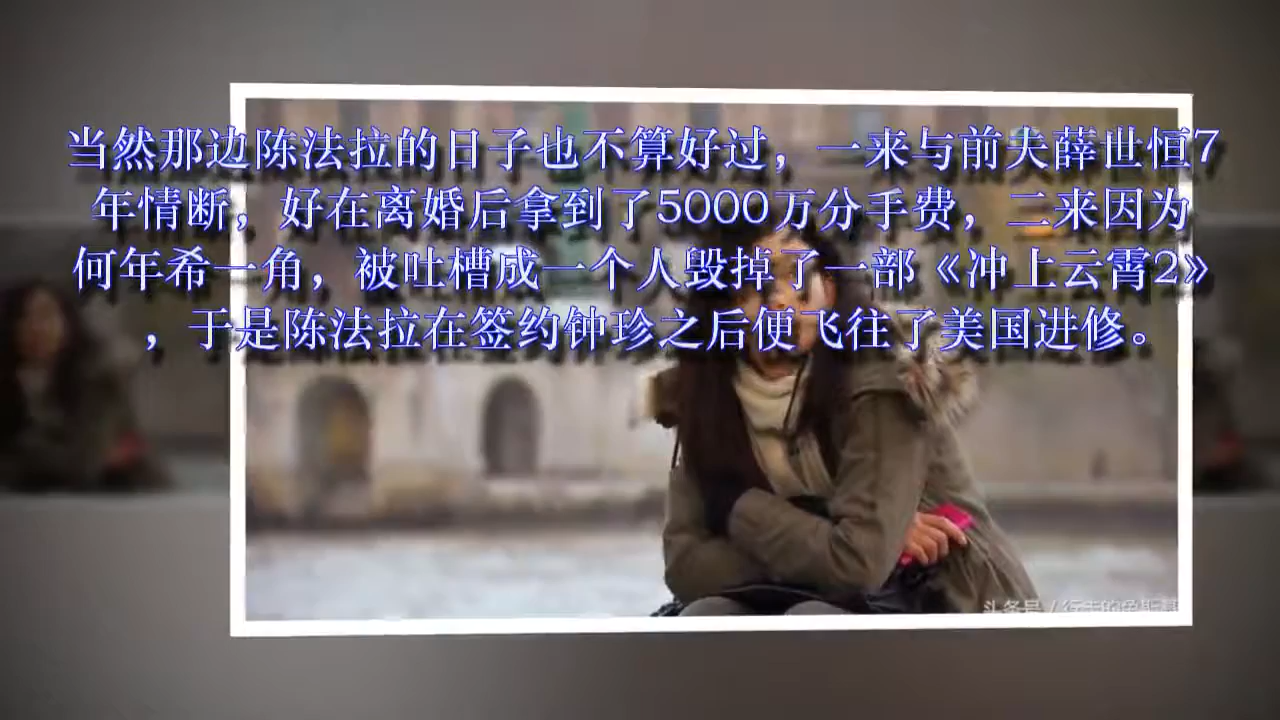 当然那边陈法拉的日子也不算好过，一来与前夫薛世恒7
年情断，好在离婚后拿到了5000万分手费，二来因为
何年希一角，被吐槽成一个人毁掉了一部《冲上云霄2》
，于是陈法拉在签约钟珍之后便飞往了美国进修。
头条号 /